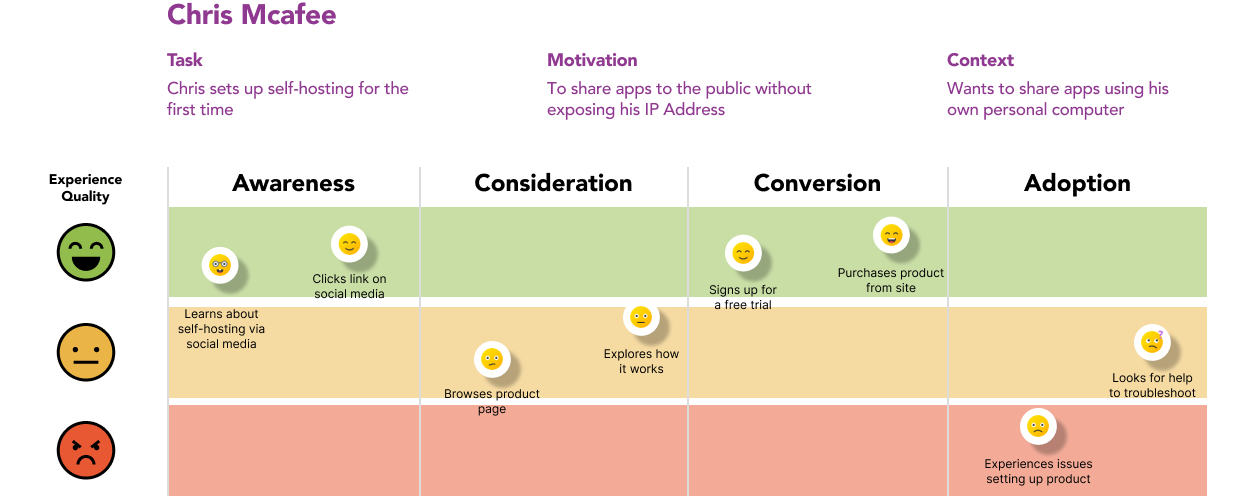 Chris Mcafee
Task
Chris sets up self-hosting for the
first time
Motivation
To share apps to the public without
exposing his IP Address
Context
Wants to share apps using his
own personal computer
Experience
Quality
Awareness
Consideration
Conversion
Adoption
Learns about
self-hosting via
social media
Clicks link on
social media
Browses product
page
Explores how
it works
Signs up for
a free trial
Purchases product
from site
Experiences issues
setting up product
Looks for help
to troubleshoot